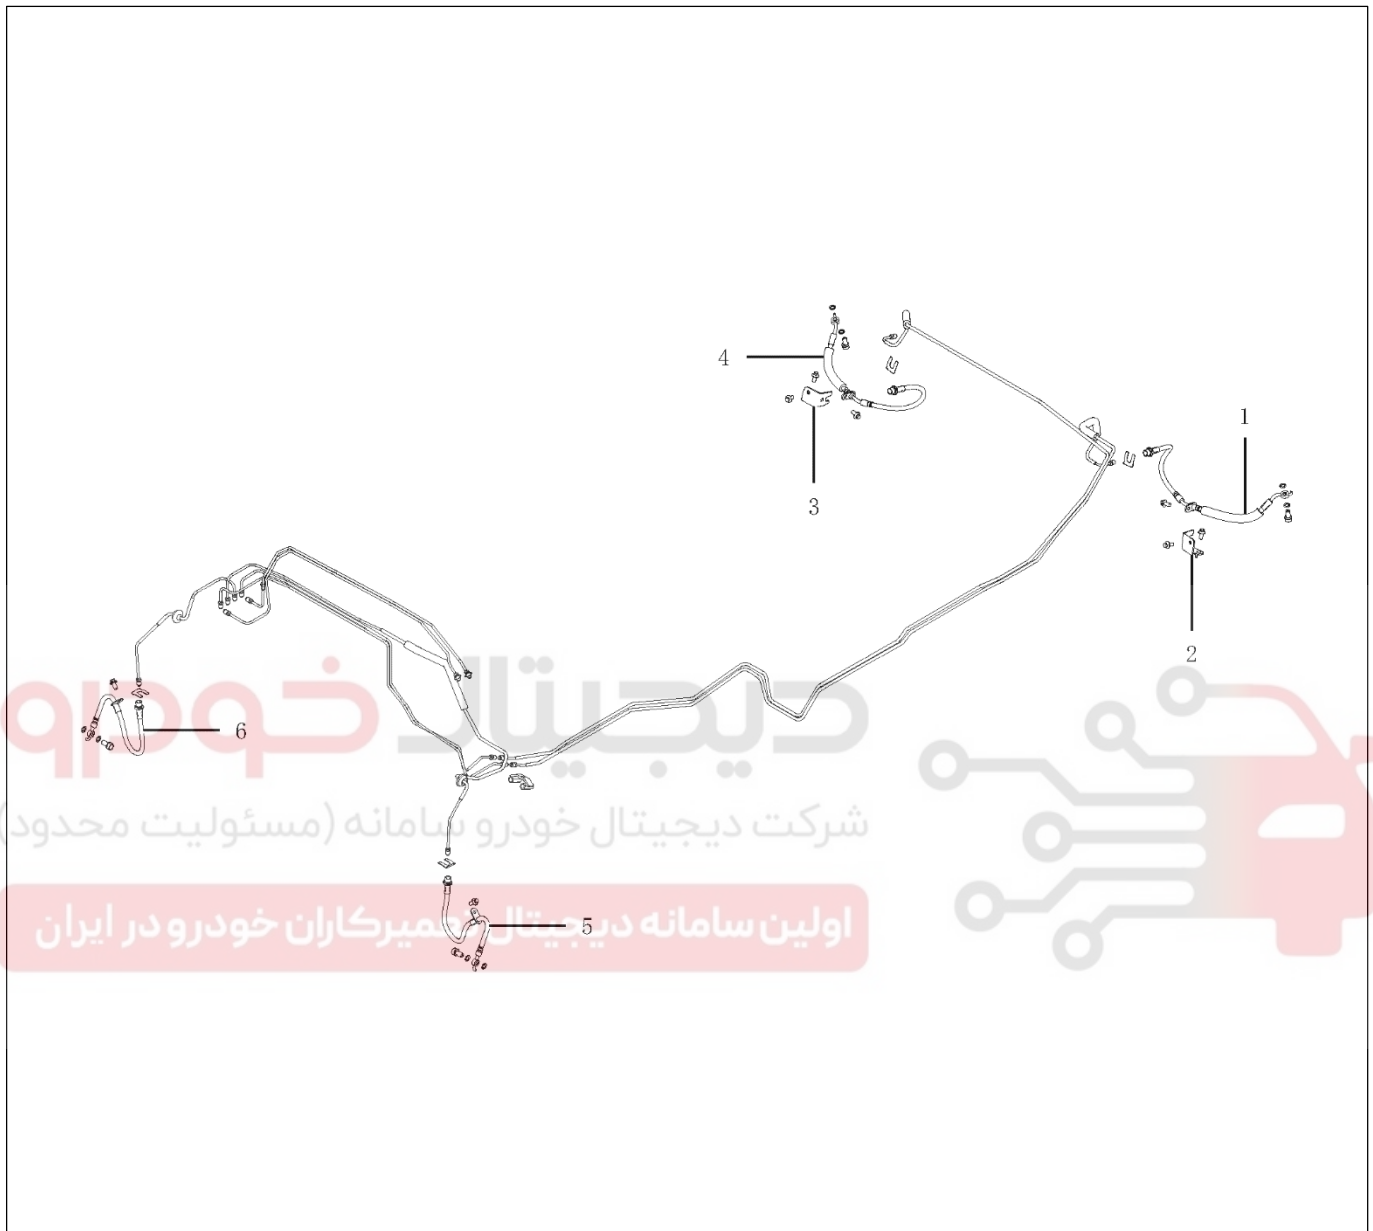 4
1
3
2
دیجیتال خودرو
6
شرکت دیجیتال خودرو سامانه (مسئولیت محدود)
اولین سامانه دیجیتال تعمیرکاران خودرو در ایران
5